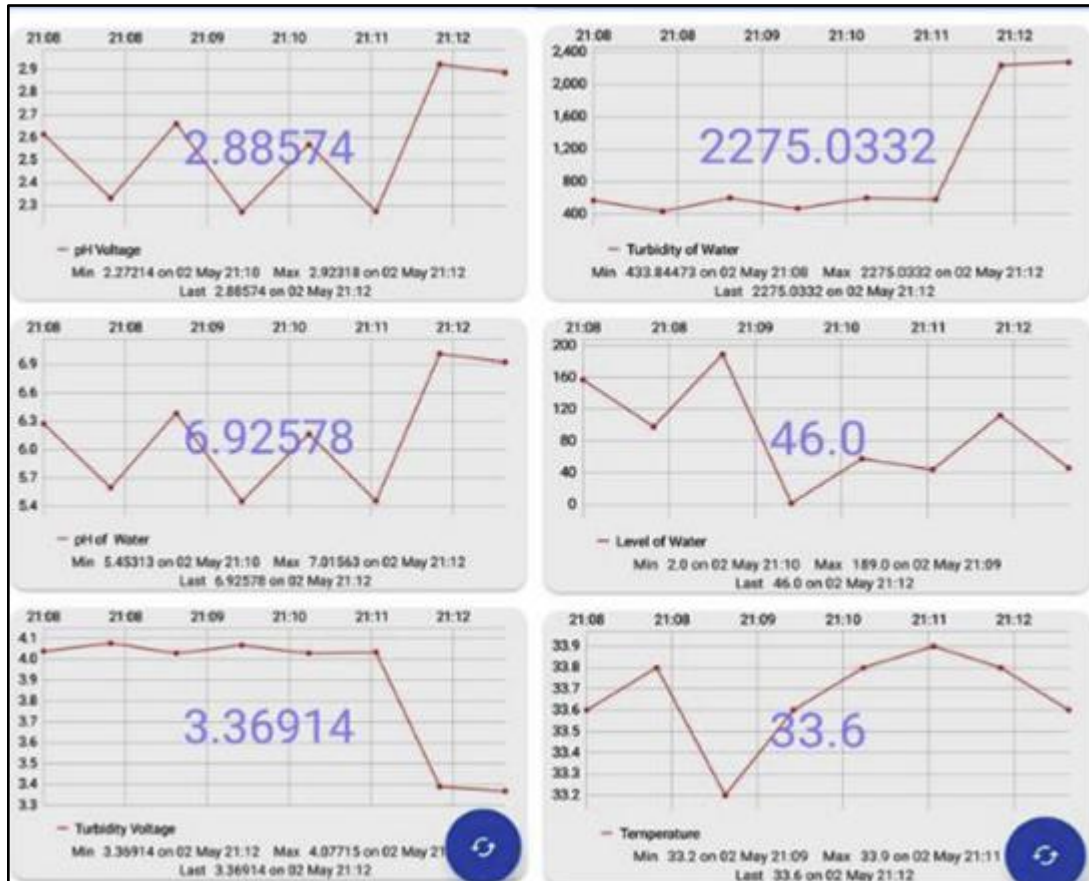 21:08 21:08 21:09 21:10 21:11 21:12
2.9
2.8
2.7
2.6
2.5
2.4
2.3
2.88574
pH Voltage
Min 2.27214 on 02 May 21:10 Max 2.92318 on 02 May 21:12
Last 2.88574 on 02 May 21:12
21:08 21:08 21:09 21:10 21:11 21:12
2,400
2,000
1,600
1,200
800
400
2275.0332
Turbidity of Water
Min 433.84473 on 02 May 21:08 Max 2275.0332 on 02 May 21:12
Last 2275.0332 on 02 May 21:12
21:08 21:08 21:09 21:10 21:11 21:12
6.9
6.6
6.3
6.0
5.7
5.4
6.92578
pH of Water
Min 5.45313 on 02 May 21:10 Max 7.01563 on 02 May 21:12
Last 6.92578 on 02 May 21:12
21:08 21:08 21:09 21:10 21:11 21:12
200
160
120
80
40
0
46.0
Level of Water
Min 2.0 on 02 May 21:10 Max 189.0 on 02 May 21:09
Last 46.0 on 02 May 21:12
21:08 21:08 21:09 21:10 21:11 21:12
4.1
4.0
3.9
3.8
3.7
3.6
3.5
3.4
3.3
3.36914
Turbidity Voltage
Min 3.36914 on 02 May 21:12 Max 4.07715 on 02 May
Last 3.36914 on 02 May 21:12
21:08 21:08 21:09 21:10 21:11 21:12
33.9
33.8
33.7
33.6
33.5
33.4
33.3
33.2
33.6
Temperature
Min 33.2 on 02 May 21:09 Max 33.9 on 02 May 21:11
Last 33.6 on 02 May 21:12